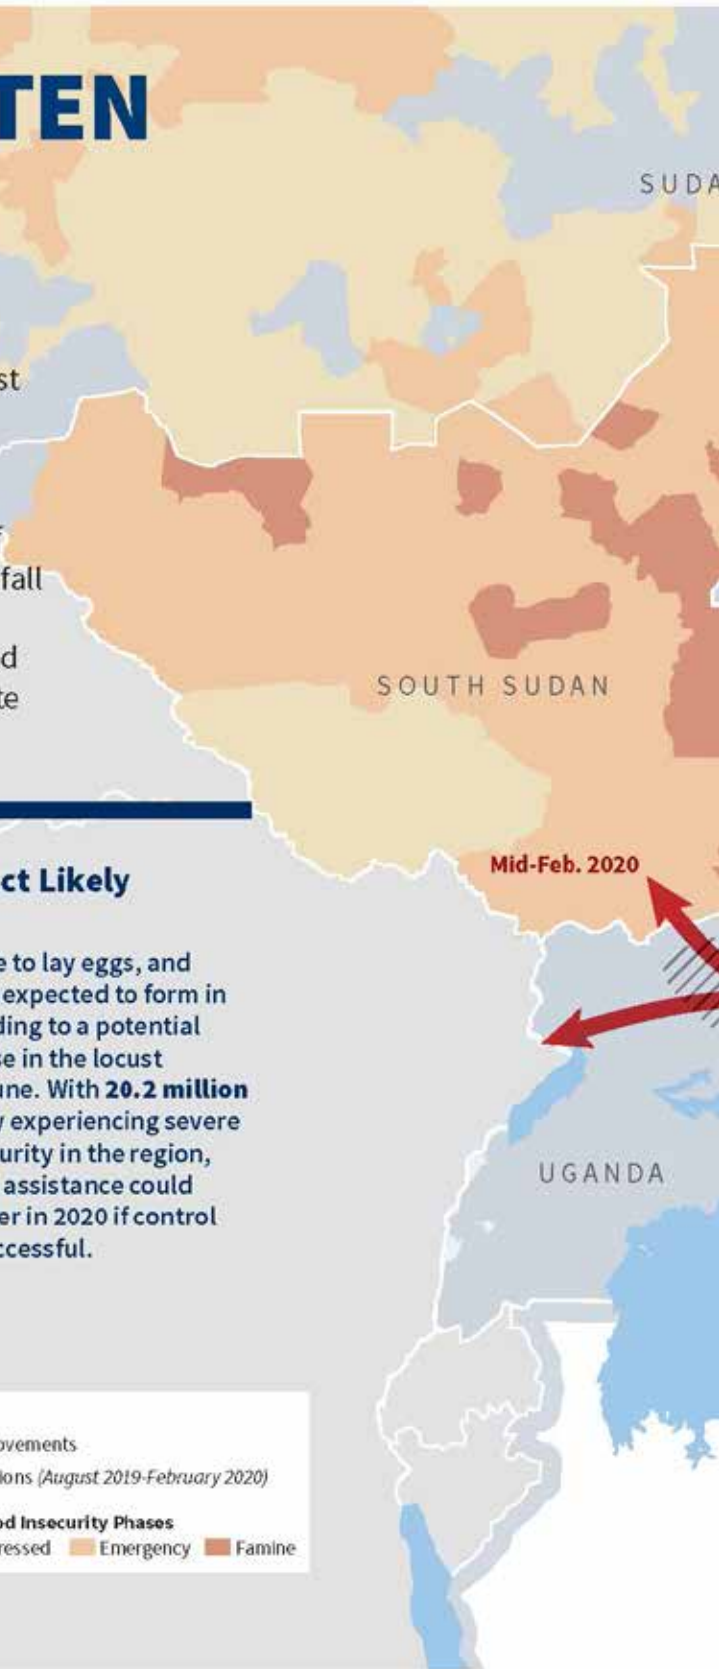 TEN
SUDA
st
fall
d
te
SOUTH SUDAN
Mid-Feb. 2020
ct Likely
e to lay eggs, and
expected to form in
ding to a potential
se in the locust
une. With 20.2 million
y experiencing severe
urity in the region,
assistance could
er in 2020 if control
ccessful.
UGANDA
ovements
ions (August 2019-February 2020)
od Insecurity Phases
ressed Emergency Famine